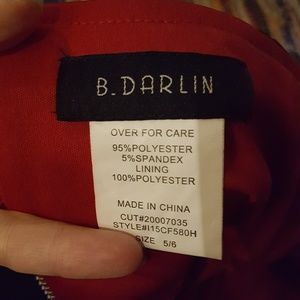 B.DARLIN
OVER FOR CARE
95%POLYESTER
5%SPANDEX
LINING
100%POLYESTER
MADE IN CHINA
CUT#20007035
STYLE#I15CF580H
SIZE 5/6